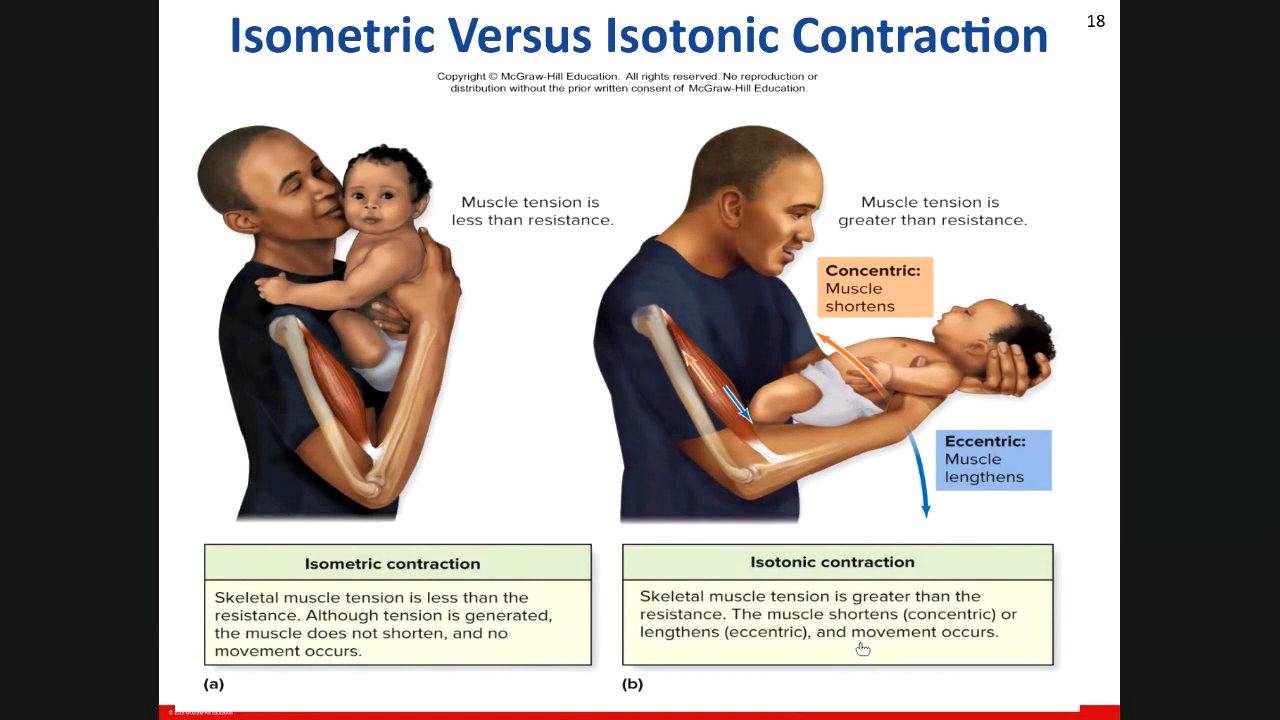 Isometric Versus Isotonic Contraction
18
Copyright © McGraw-Hill Education. All rights reserved. No reproduction or
distribution without the prior written consent of McGraw-Hill Education.
Muscle tension is
less than resistance.
Muscle tension is
greater than resistance.
Concentric:
Muscle
shortens
Eccentric:
Muscle
lengthens
Isometric contraction
Skeletal muscle tension is less than the
resistance. Although tension is generated,
the muscle does not shorten, and no
movement occurs.
(a)
Isotonic contraction
Skeletal muscle tension is greater than the
resistance. The muscle shortens (concentric) or
lengthens (eccentric), and movement occurs.
(b)
McGraw-Hill Education